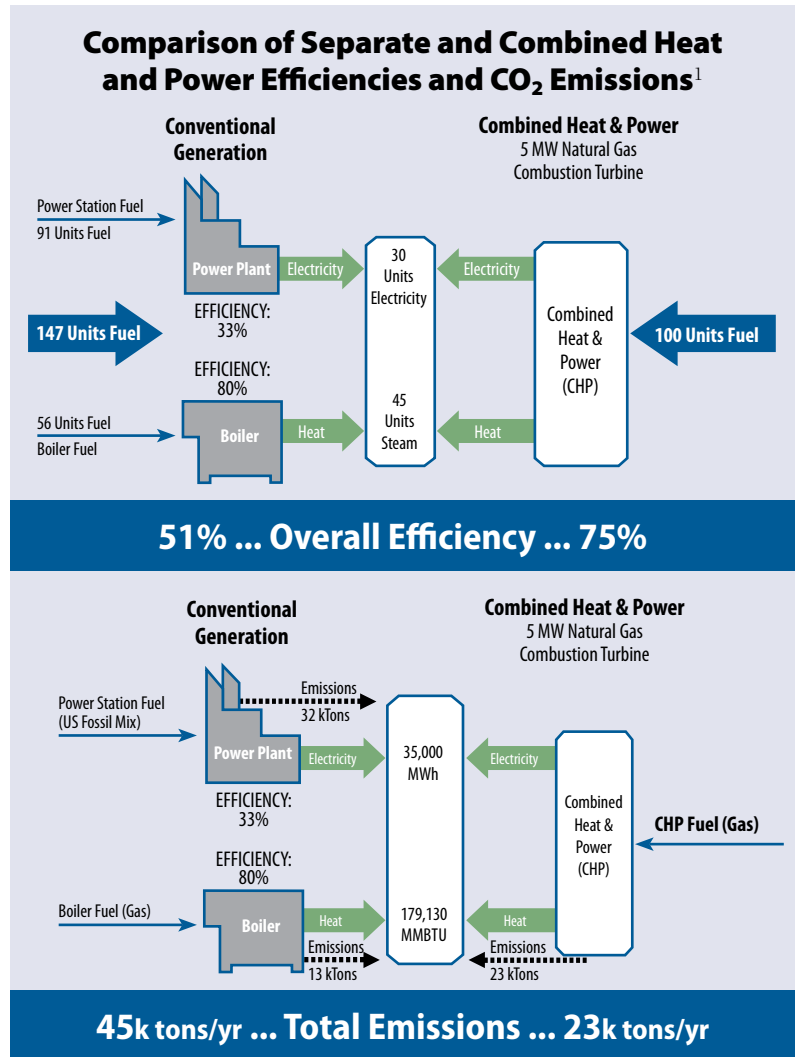 Comparison of Separate and Combined Heat
and Power Efficiencies and CO₂ Emissions¹
Conventional
Generation
Combined Heat & Power
5 MW Natural Gas
Combustion Turbine
Power Station Fuel
91 Units Fuel
Power Plant
Electricity
30
Units
Electricity
Electricity
EFFICIENCY:
33%
147 Units Fuel
Combined
Heat &
Power
(CHP)
100 Units Fuel
EFFICIENCY:
80%
56 Units Fuel
Boiler Fuel
Boiler
Heat
45
Units
Steam
Heat
51% ... Overall Efficiency ... 75%
Conventional
Generation
Combined Heat & Power
5 MW Natural Gas
Combustion Turbine
Power Station Fuel
(US Fossil Mix)
Emissions
32 kTons
Power Plant
Electricity
35,000
MWh
Electricity
EFFICIENCY:
33%
Combined
Heat &
Power
(CHP)
CHP Fuel (Gas)
EFFICIENCY:
80%
Boiler Fuel (Gas)
Boiler
Heat
179,130
MMBTU
Heat
Emissions
13 kTons
Emissions
23 kTons
45k tons/yr ... Total Emissions ... 23k tons/yr